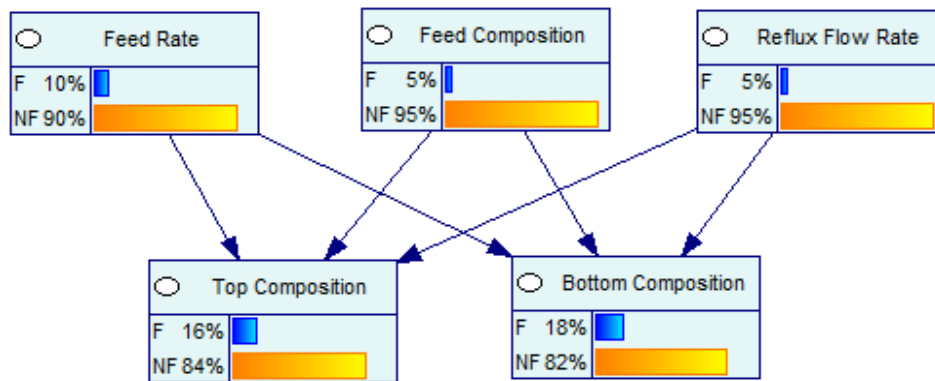 Feed Rate
F 10%
NF 90%
Feed Composition
F 5%
NF 95%
Reflux Flow Rate
F 5%
NF 95%
Top Composition
F 16%
NF 84%
Bottom Composition
F 18%
NF 82%